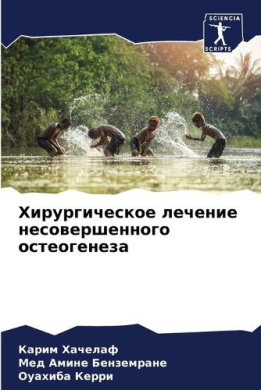 SCIENCIA
SCRIPTS
Хирургическое лечение
несовершенного
остеогенеза
Карим Хачелаф
Мед Амине Бенземране
Оуахиба Керри